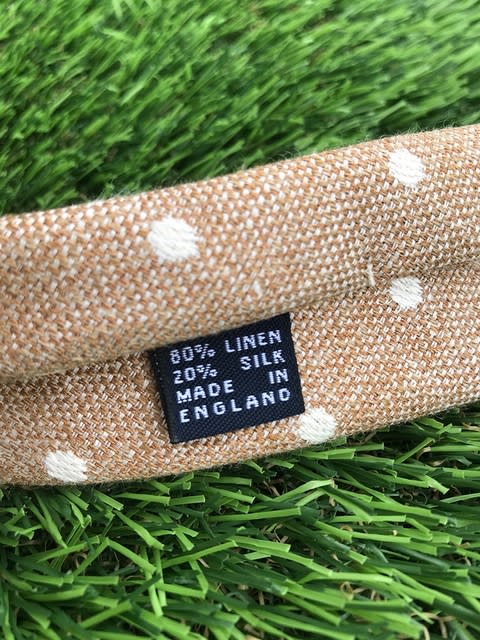 80% LINEN
20% SILK
MADE IN
ENGLAND